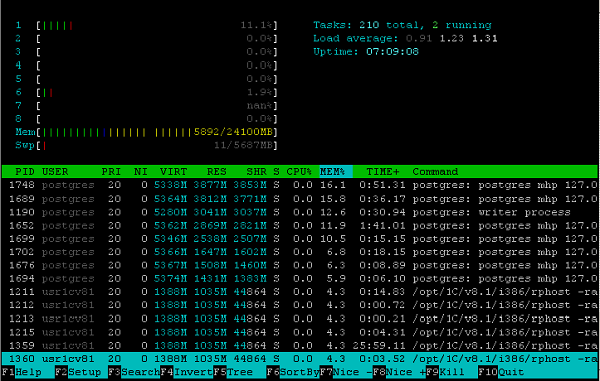 1 [||||| 11.1%] Tasks: 210 total, 2 running
2 [ 0.0%] Load average: 0.91 1.23 1.31
3 [ 0.0%] Uptime: 07:09:08
4 [ 0.0%]
5 [ 0.0%]
6 [|| 1.9%]
7 [ nan%]
8 [ 0.0%]
Mem[|||||||||||||||||||||||5892/24100MB]
Swp[| 11/5687MB]
PID USER PRI NI VIRT RES SHR S CPU% MEM% TIME+ Command
1748 postgres 20 0 5338M 3877M 3853M S 0.0 16.1 0:51.31 postgres: postgres mhp 127.0
1689 postgres 20 0 5364M 3812M 3771M S 0.0 15.8 0:36.17 postgres: postgres mhp 127.0
1190 postgres 20 0 5280M 3041M 3037M S 0.0 12.6 0:30.94 postgres: writer process
1652 postgres 20 0 5362M 2869M 2821M S 0.0 11.9 1:41.01 postgres: postgres mhp 127.0
1699 postgres 20 0 5346M 2538M 2507M S 0.0 10.5 0:15.15 postgres: postgres mhp 127.0
1702 postgres 20 0 5366M 1647M 1602M S 0.0 6.8 0:18.15 postgres: postgres mhp 127.0
1676 postgres 20 0 5367M 1508M 1460M S 0.0 6.3 0:08.89 postgres: postgres mhp 127.0
1694 postgres 20 0 5374M 1431M 1383M S 0.0 5.9 0:06.10 postgres: postgres mhp 127.0
1211 usr1cv81 20 0 1388M 1035M 44864 S 0.0 4.3 0:14.83 /opt/1C/v8.1/i386/rphost -ra
1212 usr1cv81 20 0 1388M 1035M 44864 S 0.0 4.3 0:00.72 /opt/1C/v8.1/i386/rphost -ra
1213 usr1cv81 20 0 1388M 1035M 44864 S 0.0 4.3 0:00.21 /opt/1C/v8.1/i386/rphost -ra
1215 usr1cv81 20 0 1388M 1035M 44864 S 0.0 4.3 0:04.31 /opt/1C/v8.1/i386/rphost -ra
1359 usr1cv81 20 0 1388M 1035M 44864 S 0.0 4.3 25:59.11 /opt/1C/v8.1/i386/rphost -ra
1360 usr1cv81 20 0 1388M 1035M 44864 S 0.0 4.3 0:03.52 /opt/1C/v8.1/i386/rphost -ra
F1Help F2Setup F3SearchF4InvertF5Tree F6SortByF7Nice -F8Nice +F9Kill F10Quit